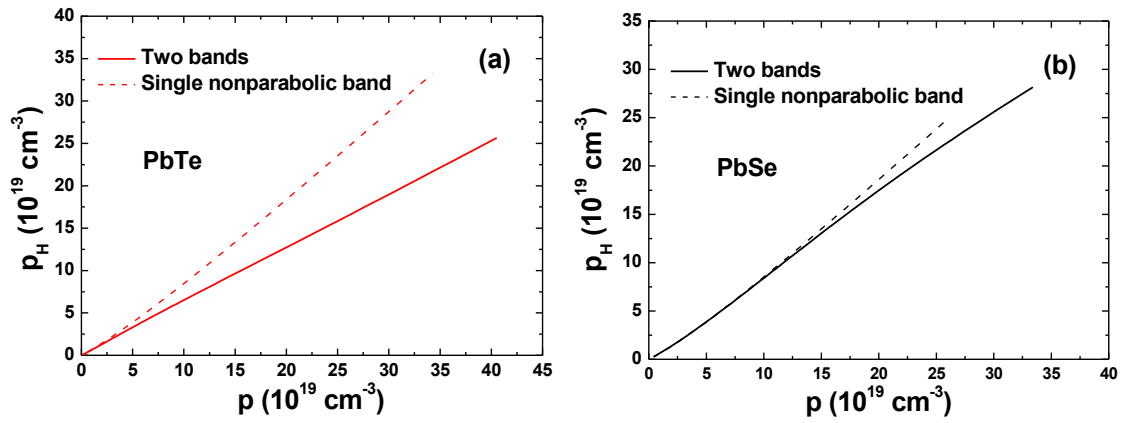 (a)
Two bands
Single nonparabolic band
PbTe
p_H (10^19 cm^-3)
40
35
30
25
20
15
10
5
0
0 5 10 15 20 25 30 35 40 45
p (10^19 cm^-3)
(b)
Two bands
Single nonparabolic band
PbSe
p_H (10^19 cm^-3)
35
30
25
20
15
10
5
0
0 5 10 15 20 25 30 35 40
p (10^19 cm^-3)